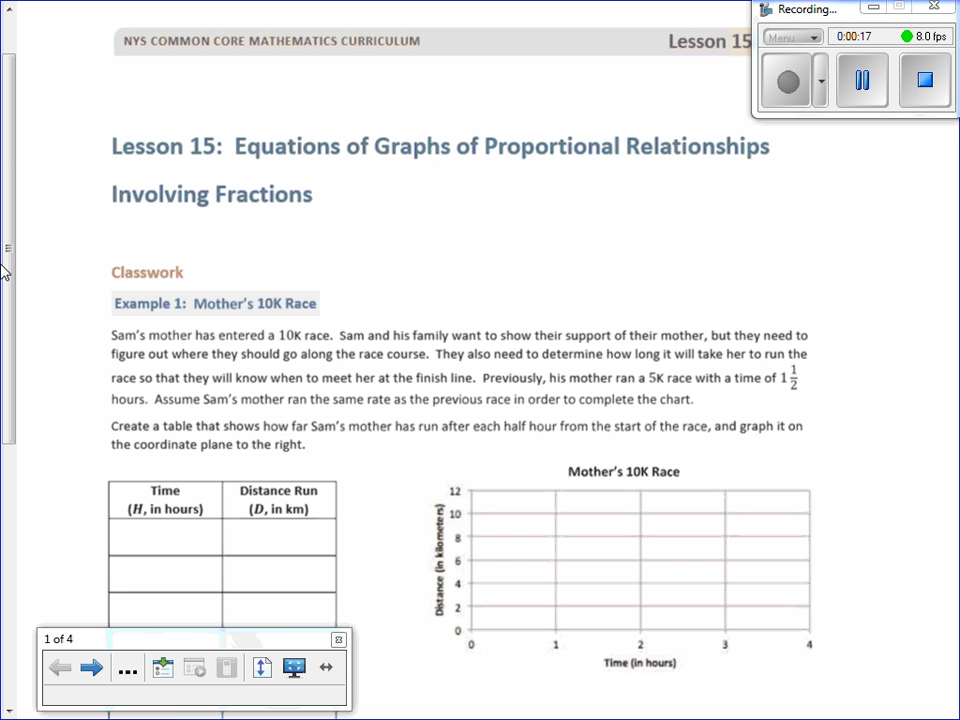 Recording...
Menu
0:00:17
8.0 fps
NYS COMMON CORE MATHEMATICS CURRICULUM
Lesson 15
Lesson 15: Equations of Graphs of Proportional Relationships
Involving Fractions
Classwork
Example 1: Mother's 10K Race
Sam's mother has entered a 10K race. Sam and his family want to show their support of their mother, but they need to
figure out where they should go along the race course. They also need to determine how long it will take her to run the
race so that they will know when to meet her at the finish line. Previously, his mother ran a 5K race with a time of 1 1/2
hours. Assume Sam's mother ran the same rate as the previous race in order to complete the chart.
Create a table that shows how far Sam's mother has run after each half hour from the start of the race, and graph it on
the coordinate plane to the right.
Time
(H, in hours)
Distance Run
(D, in km)
Mother's 10K Race
Distance (in kilometers)
12
10
8
6
4
2
0
0 1 2 3 4
Time (in hours)
1 of 4